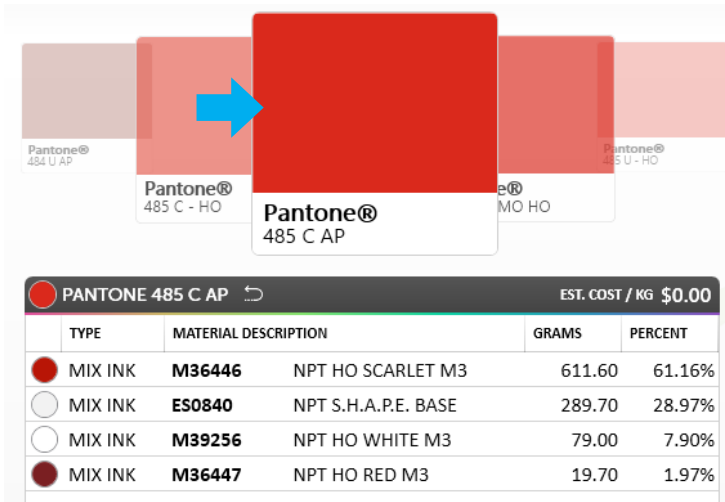 Pantone®
484 U AP
Pantone®
485 C - HO
Pantone®
485 C AP
e®
MO HO
Pantone®
485 U - HO
PANTONE 485 C AP EST. COST / KG $0.00
TYPE MATERIAL DESCRIPTION GRAMS PERCENT
MIX INK M36446 NPT HO SCARLET M3 611.60 61.16%
MIX INK ES0840 NPT S.H.A.P.E. BASE 289.70 28.97%
MIX INK M39256 NPT HO WHITE M3 79.00 7.90%
MIX INK M36447 NPT HO RED M3 19.70 1.97%